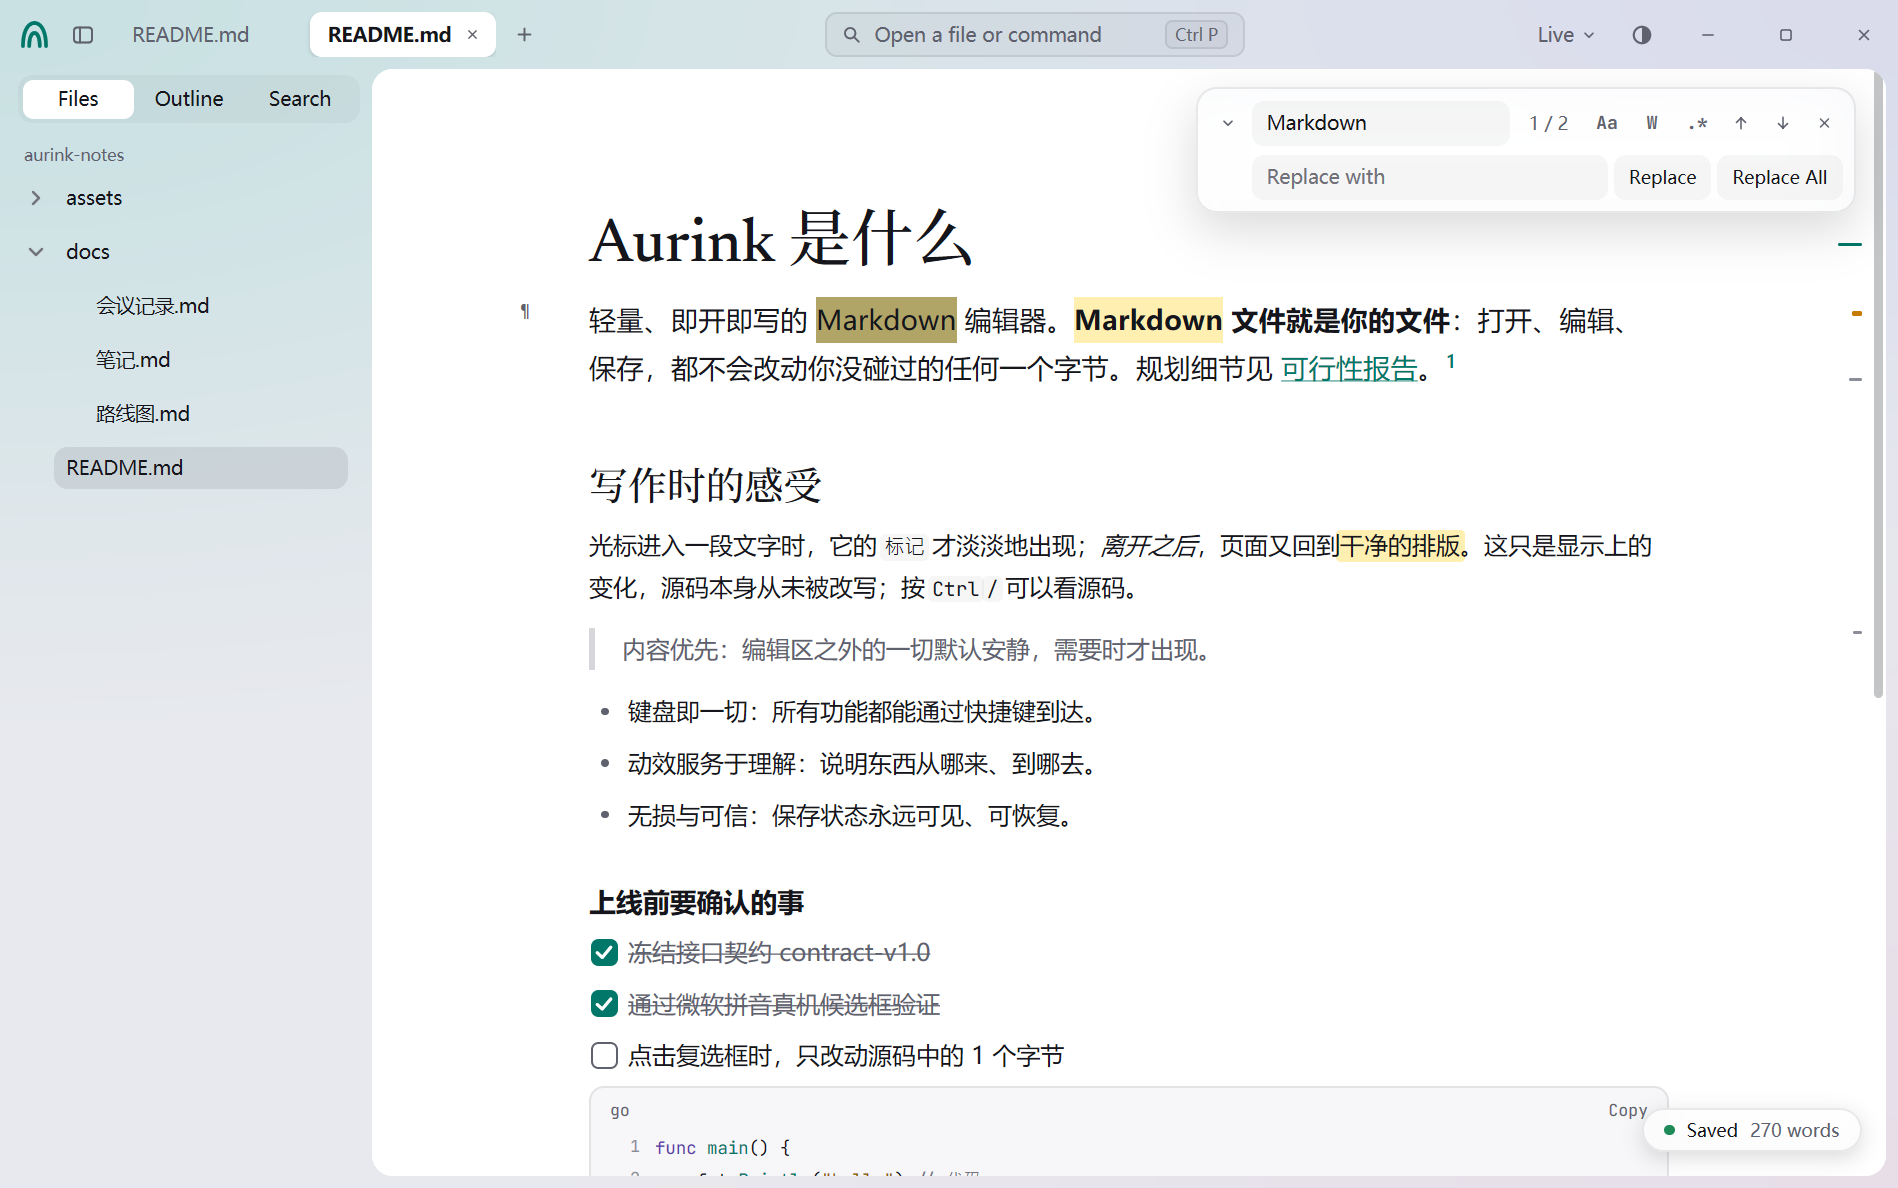 README.md
README.md
Open a file or command
Ctrl P
Live
Files
Outline
Search
aurink-notes
assets
docs
会议记录.md
笔记.md
路线图.md
README.md
Markdown
1 / 2
Aa
W
.*
Replace with
Replace
Replace All
Aurink 是什么
¶
轻量、即开即写的 Markdown 编辑器。Markdown 文件就是你的文件：打开、编辑、
保存，都不会改动你没碰过的任何一个字节。规划细节见 可行性报告。1
写作时的感受
光标进入一段文字时，它的 标记 才淡淡地出现；离开之后，页面又回到干净的排版。这只是显示上的
变化，源码本身从未被改写；按 Ctrl / 可以看源码。
内容优先：编辑区之外的一切默认安静，需要时才出现。
• 键盘即一切：所有功能都能通过快捷键到达。
• 动效服务于理解：说明东西从哪来、到哪去。
• 无损与可信：保存状态永远可见、可恢复。
上线前要确认的事
冻结接口契约 contract-v1.0
通过微软拼音真机候选框验证
点击复选框时，只改动源码中的 1 个字节
go
Copy
1 func main() {
Saved
270 words